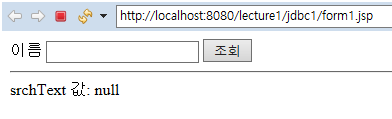 http://localhost:8080/lecture1/jdbc1/form1.jsp
이름 조회
srchText 값: null